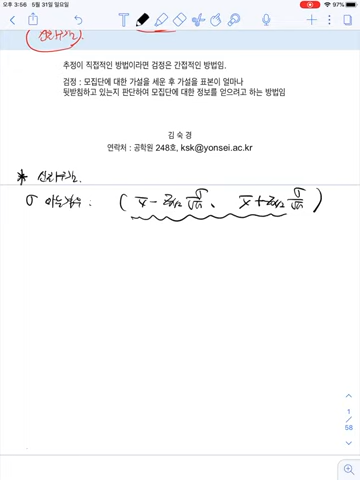 오후 3:56 5월 31일 일요일 97%
신뢰구간
추정이 직접적인 방법이라면 검정은 간접적인 방법임.
검정 : 모집단에 대한 가설을 세운 후 가설을 표본이 얼마나
뒷받침하고 있는지 판단하여 모집단에 대한 정보를 얻으려고 하는 방법임
김 숙 경
연락처 : 공학원 248호, ksk@yonsei.ac.kr
* 신뢰구간.
σ 아는경우 : ( x̄ - z_{α/2} σ/√n , x̄ + z_{α/2} σ/√n )
1
/
58